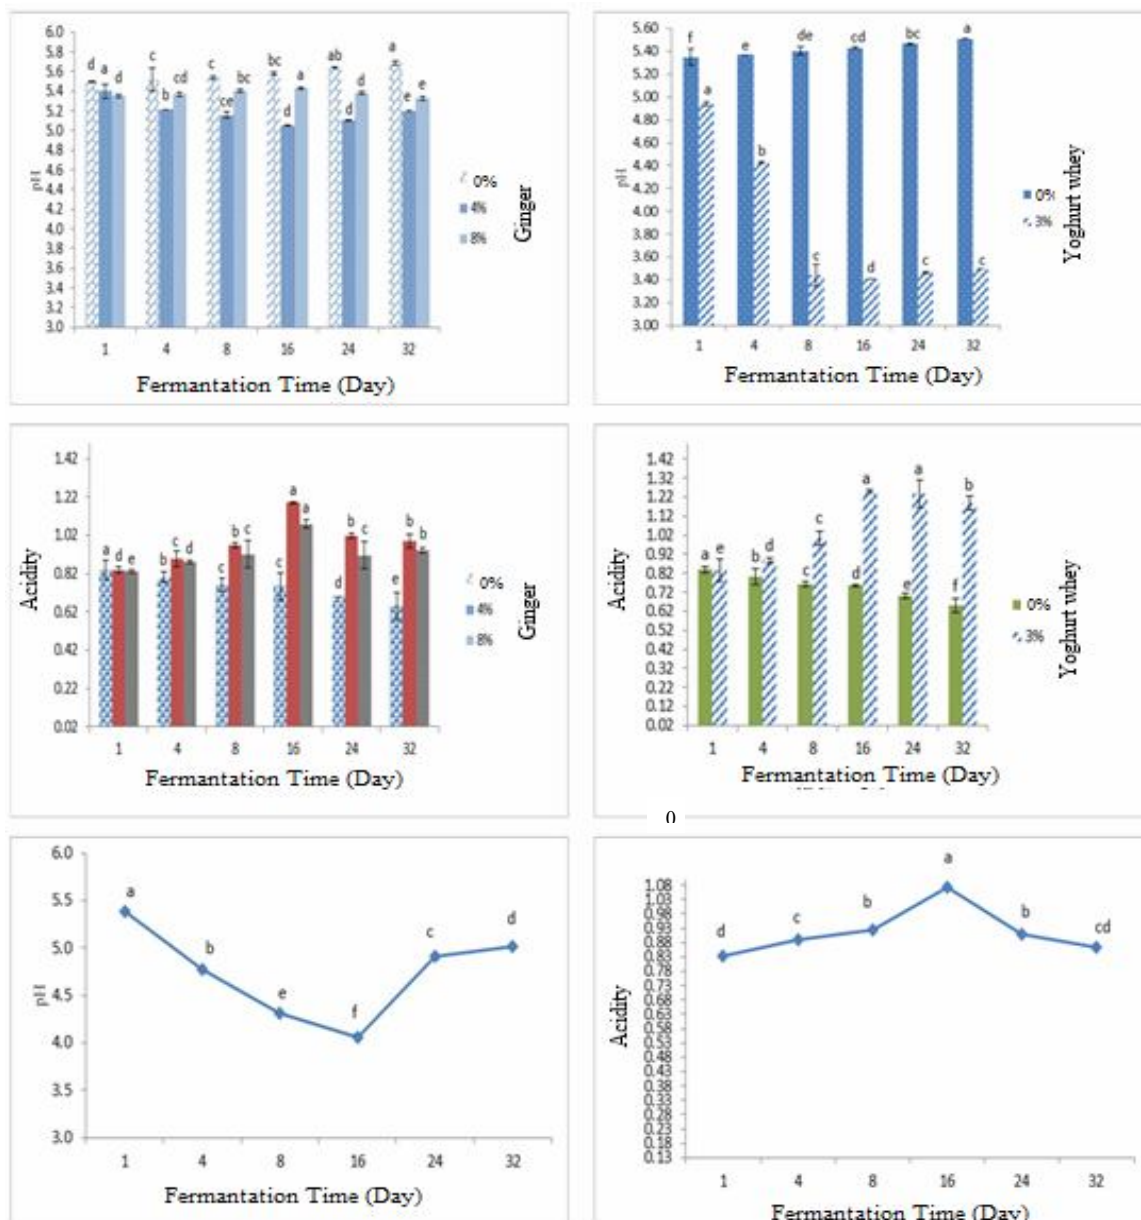 6.0
5.8
5.6
5.4
5.2
5.0
4.8
4.6
4.4
4.2
4.0
3.8
3.6
3.4
3.2
3.0
pH
d a d
c b cd
c ce bc
bc d a
ab d d
a e e
1 4 8 16 24 32
Fermantation Time (Day)
0%
4%
8%
Ginger
5.60
5.40
5.20
5.00
4.80
4.60
4.40
4.20
4.00
3.80
3.60
3.40
3.20
3.00
pH
f a
e b
de c
cd d
bc c
a c
1 4 8 16 24 32
Fermantation Time (Day)
0%
3%
Yoghurt whey
1.42
1.22
1.02
0.82
0.62
0.42
0.22
0.02
Acidity
a d e
b c d
c b c
c a a
d b c
e b b
1 4 8 16 24 32
Fermantation Time (Day)
0%
4%
8%
Ginger
1.42
1.32
1.22
1.12
1.02
0.92
0.82
0.72
0.62
0.52
0.42
0.32
0.22
0.12
0.02
Acidity
a e
b d
c c
d a
e a
f b
1 4 8 16 24 32
Fermantation Time (Day)
0%
3%
Yoghurt whey
0
6.0
5.5
5.0
4.5
4.0
3.5
3.0
pH
a b e f c d
1 4 8 16 24 32
Fermantation Time (Day)
1.08
1.03
0.98
0.93
0.88
0.83
0.78
0.73
0.68
0.63
0.58
0.53
0.48
0.43
0.38
0.33
0.28
0.23
0.18
0.13
Acidity
d c b a b cd
1 4 8 16 24 32
Fermantation Time (Day)